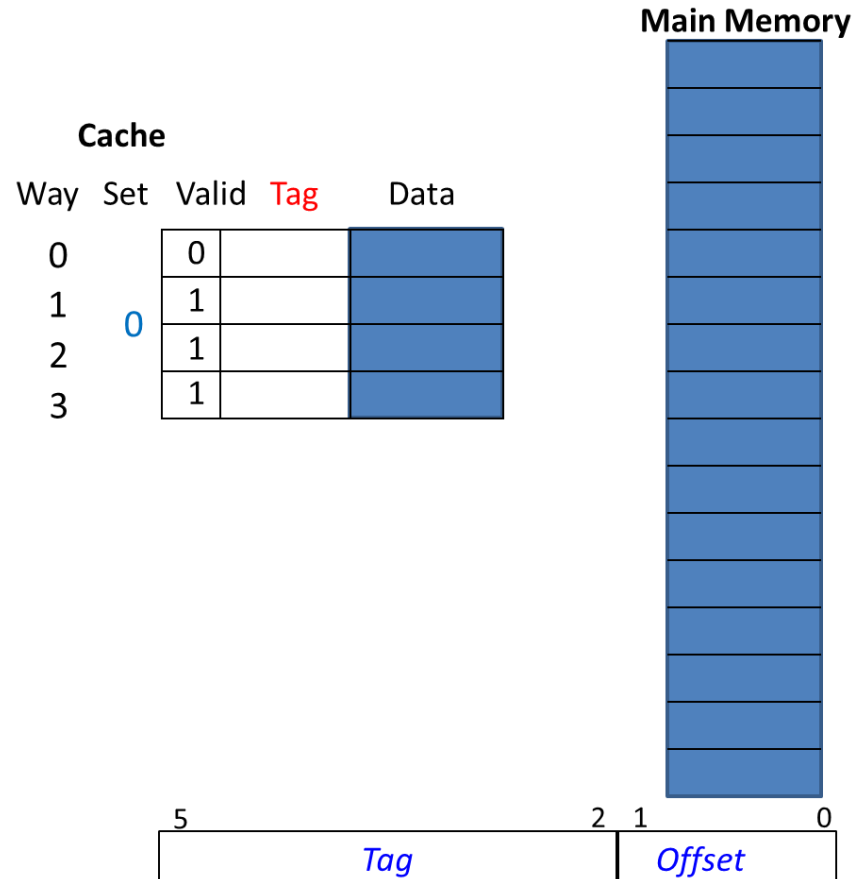 Main Memory
Cache
Way Set Valid Tag Data
0 0
1 1
0
2 1
3 1
5 2 1 0
Tag Offset